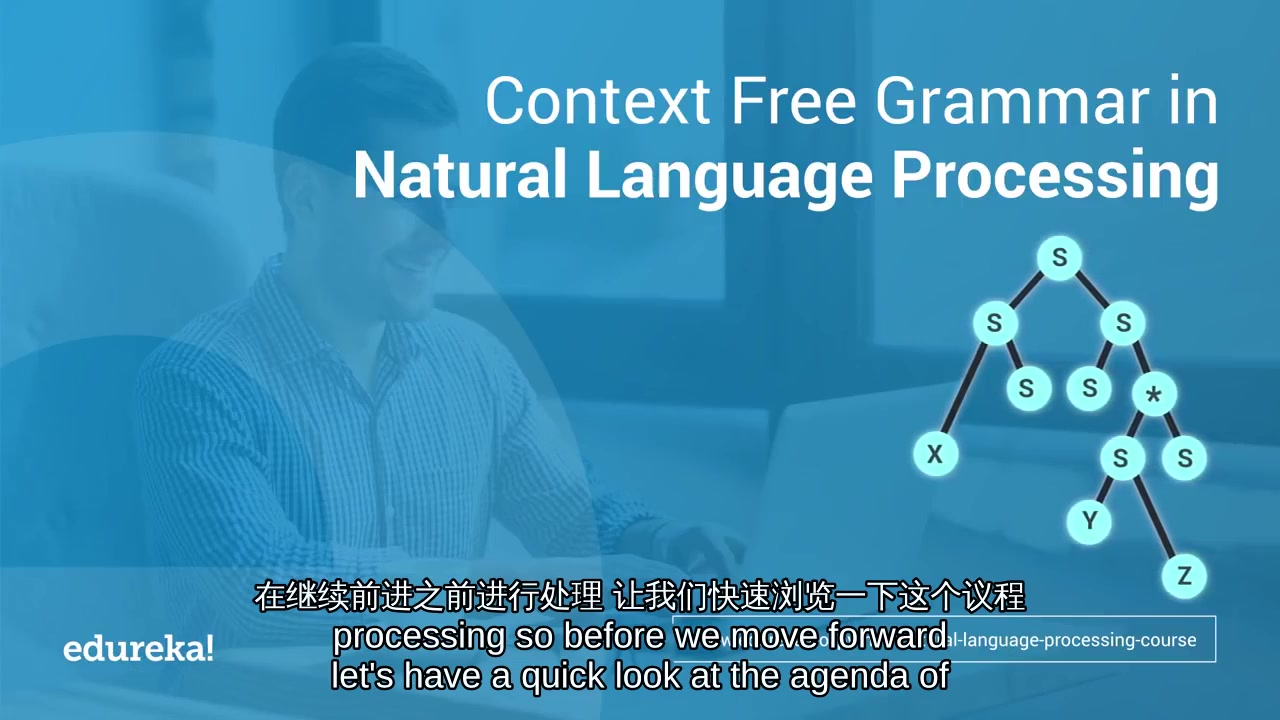 Context Free Grammar in
Natural Language Processing
S
S
S
S
S
*
X
S
S
Y
Z
在继续前进之前进行处理 让我们快速浏览一下这个议程
processing so before we move forward
let's have a quick look at the agenda of
edureka!
al-language-processing-course